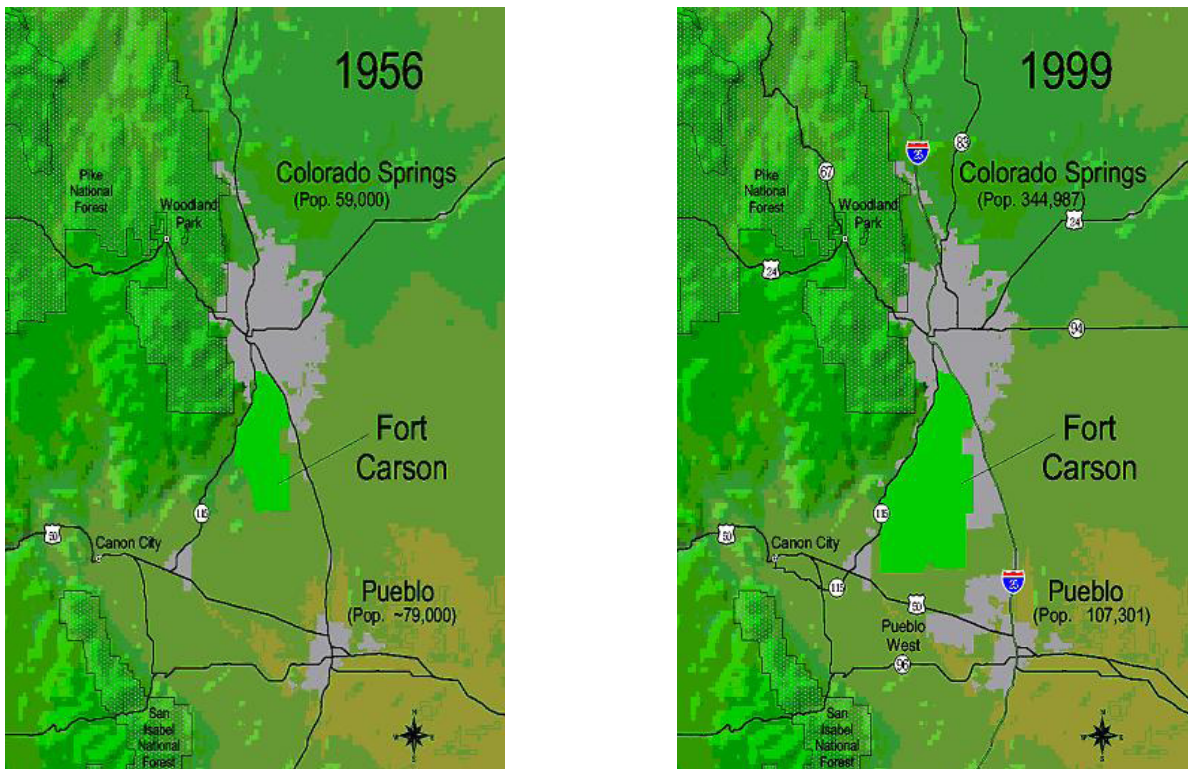 1956
Colorado Springs
(Pop. 59,000)
Pike
National
Forest
Woodland
Park
Fort
Carson
115
50
Canon City
Pueblo
(Pop. ~79,000)
San
Isabel
National
Forest
N
S
1999
83
25
67
Colorado Springs
(Pop. 344,987)
Pike
National
Forest
Woodland
Park
24
24
94
Fort
Carson
115
50
Canon City
115
25
Pueblo
(Pop. 107,301)
50
Pueblo
West
96
San
Isabel
National
Forest
N
S